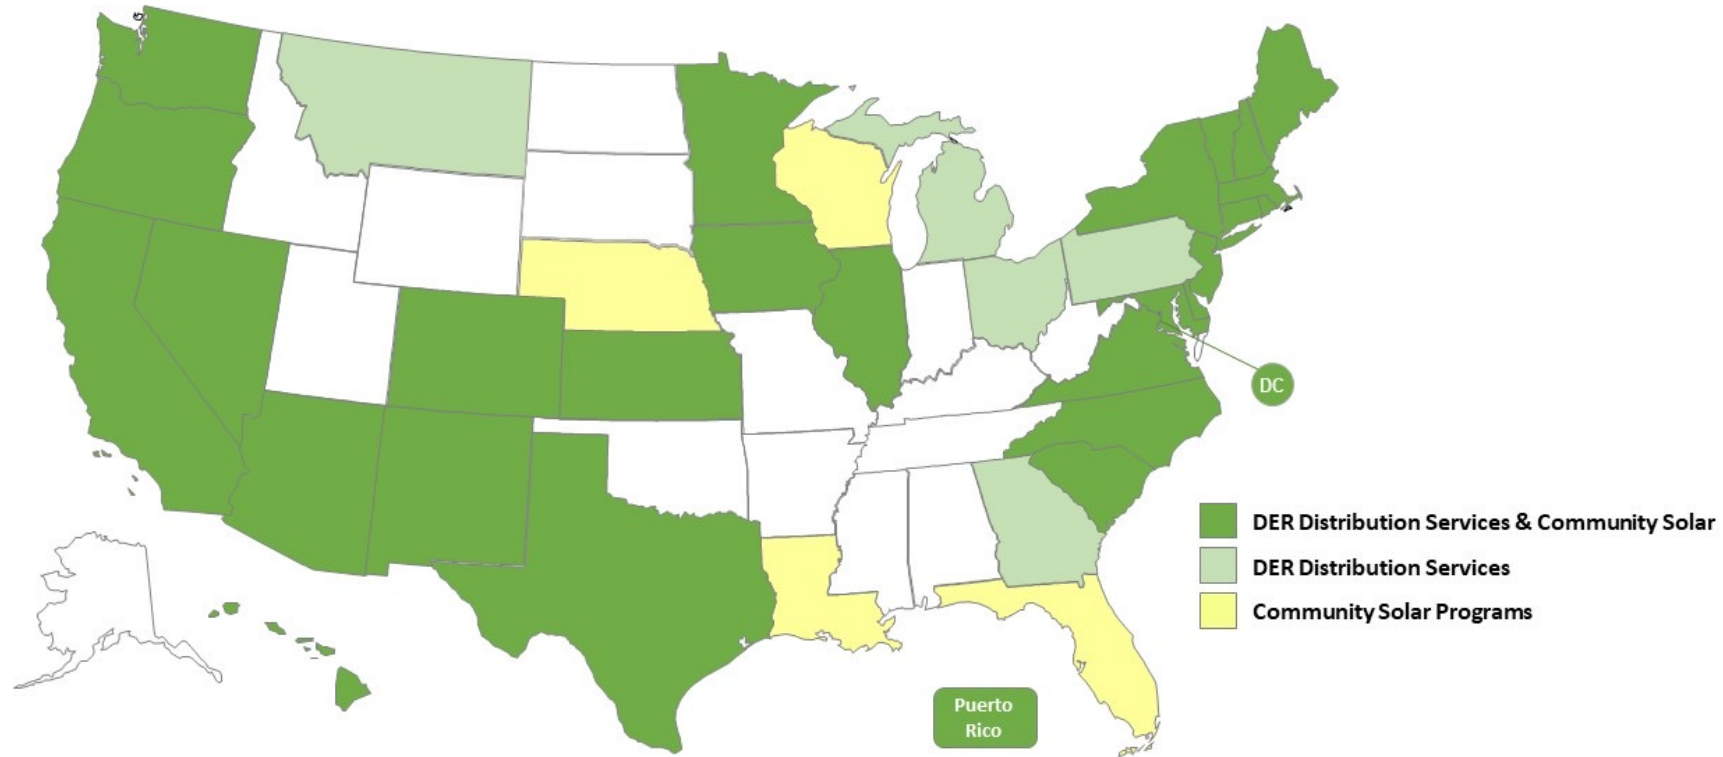 DC
DER Distribution Services & Community Solar
DER Distribution Services
Community Solar Programs
Puerto
Rico